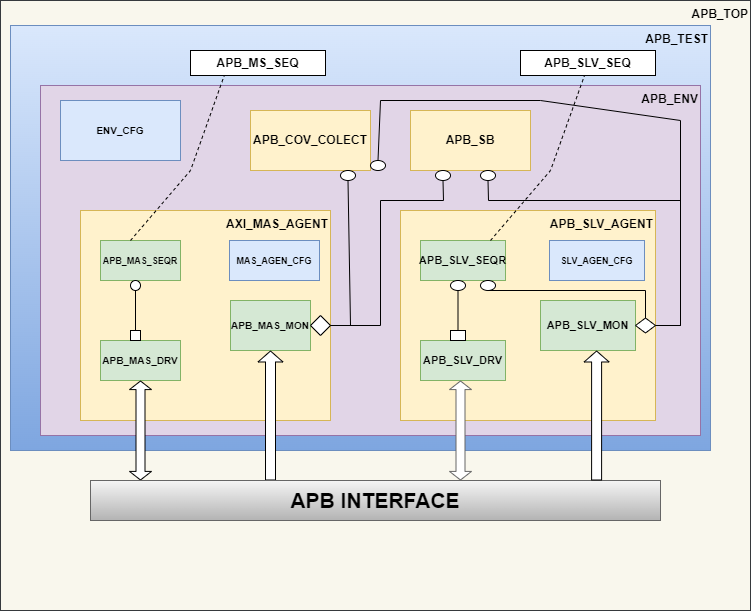 APB_TOP
APB_TEST
APB_MS_SEQ
APB_SLV_SEQ
APB_ENV
ENV_CFG
APB_COV_COLECT
APB_SB
AXI_MAS_AGENT
APB_SLV_AGENT
APB_MAS_SEQR
MAS_AGEN_CFG
APB_SLV_SEQR
SLV_AGEN_CFG
APB_MAS_MON
APB_SLV_MON
APB_MAS_DRV
APB_SLV_DRV
APB INTERFACE